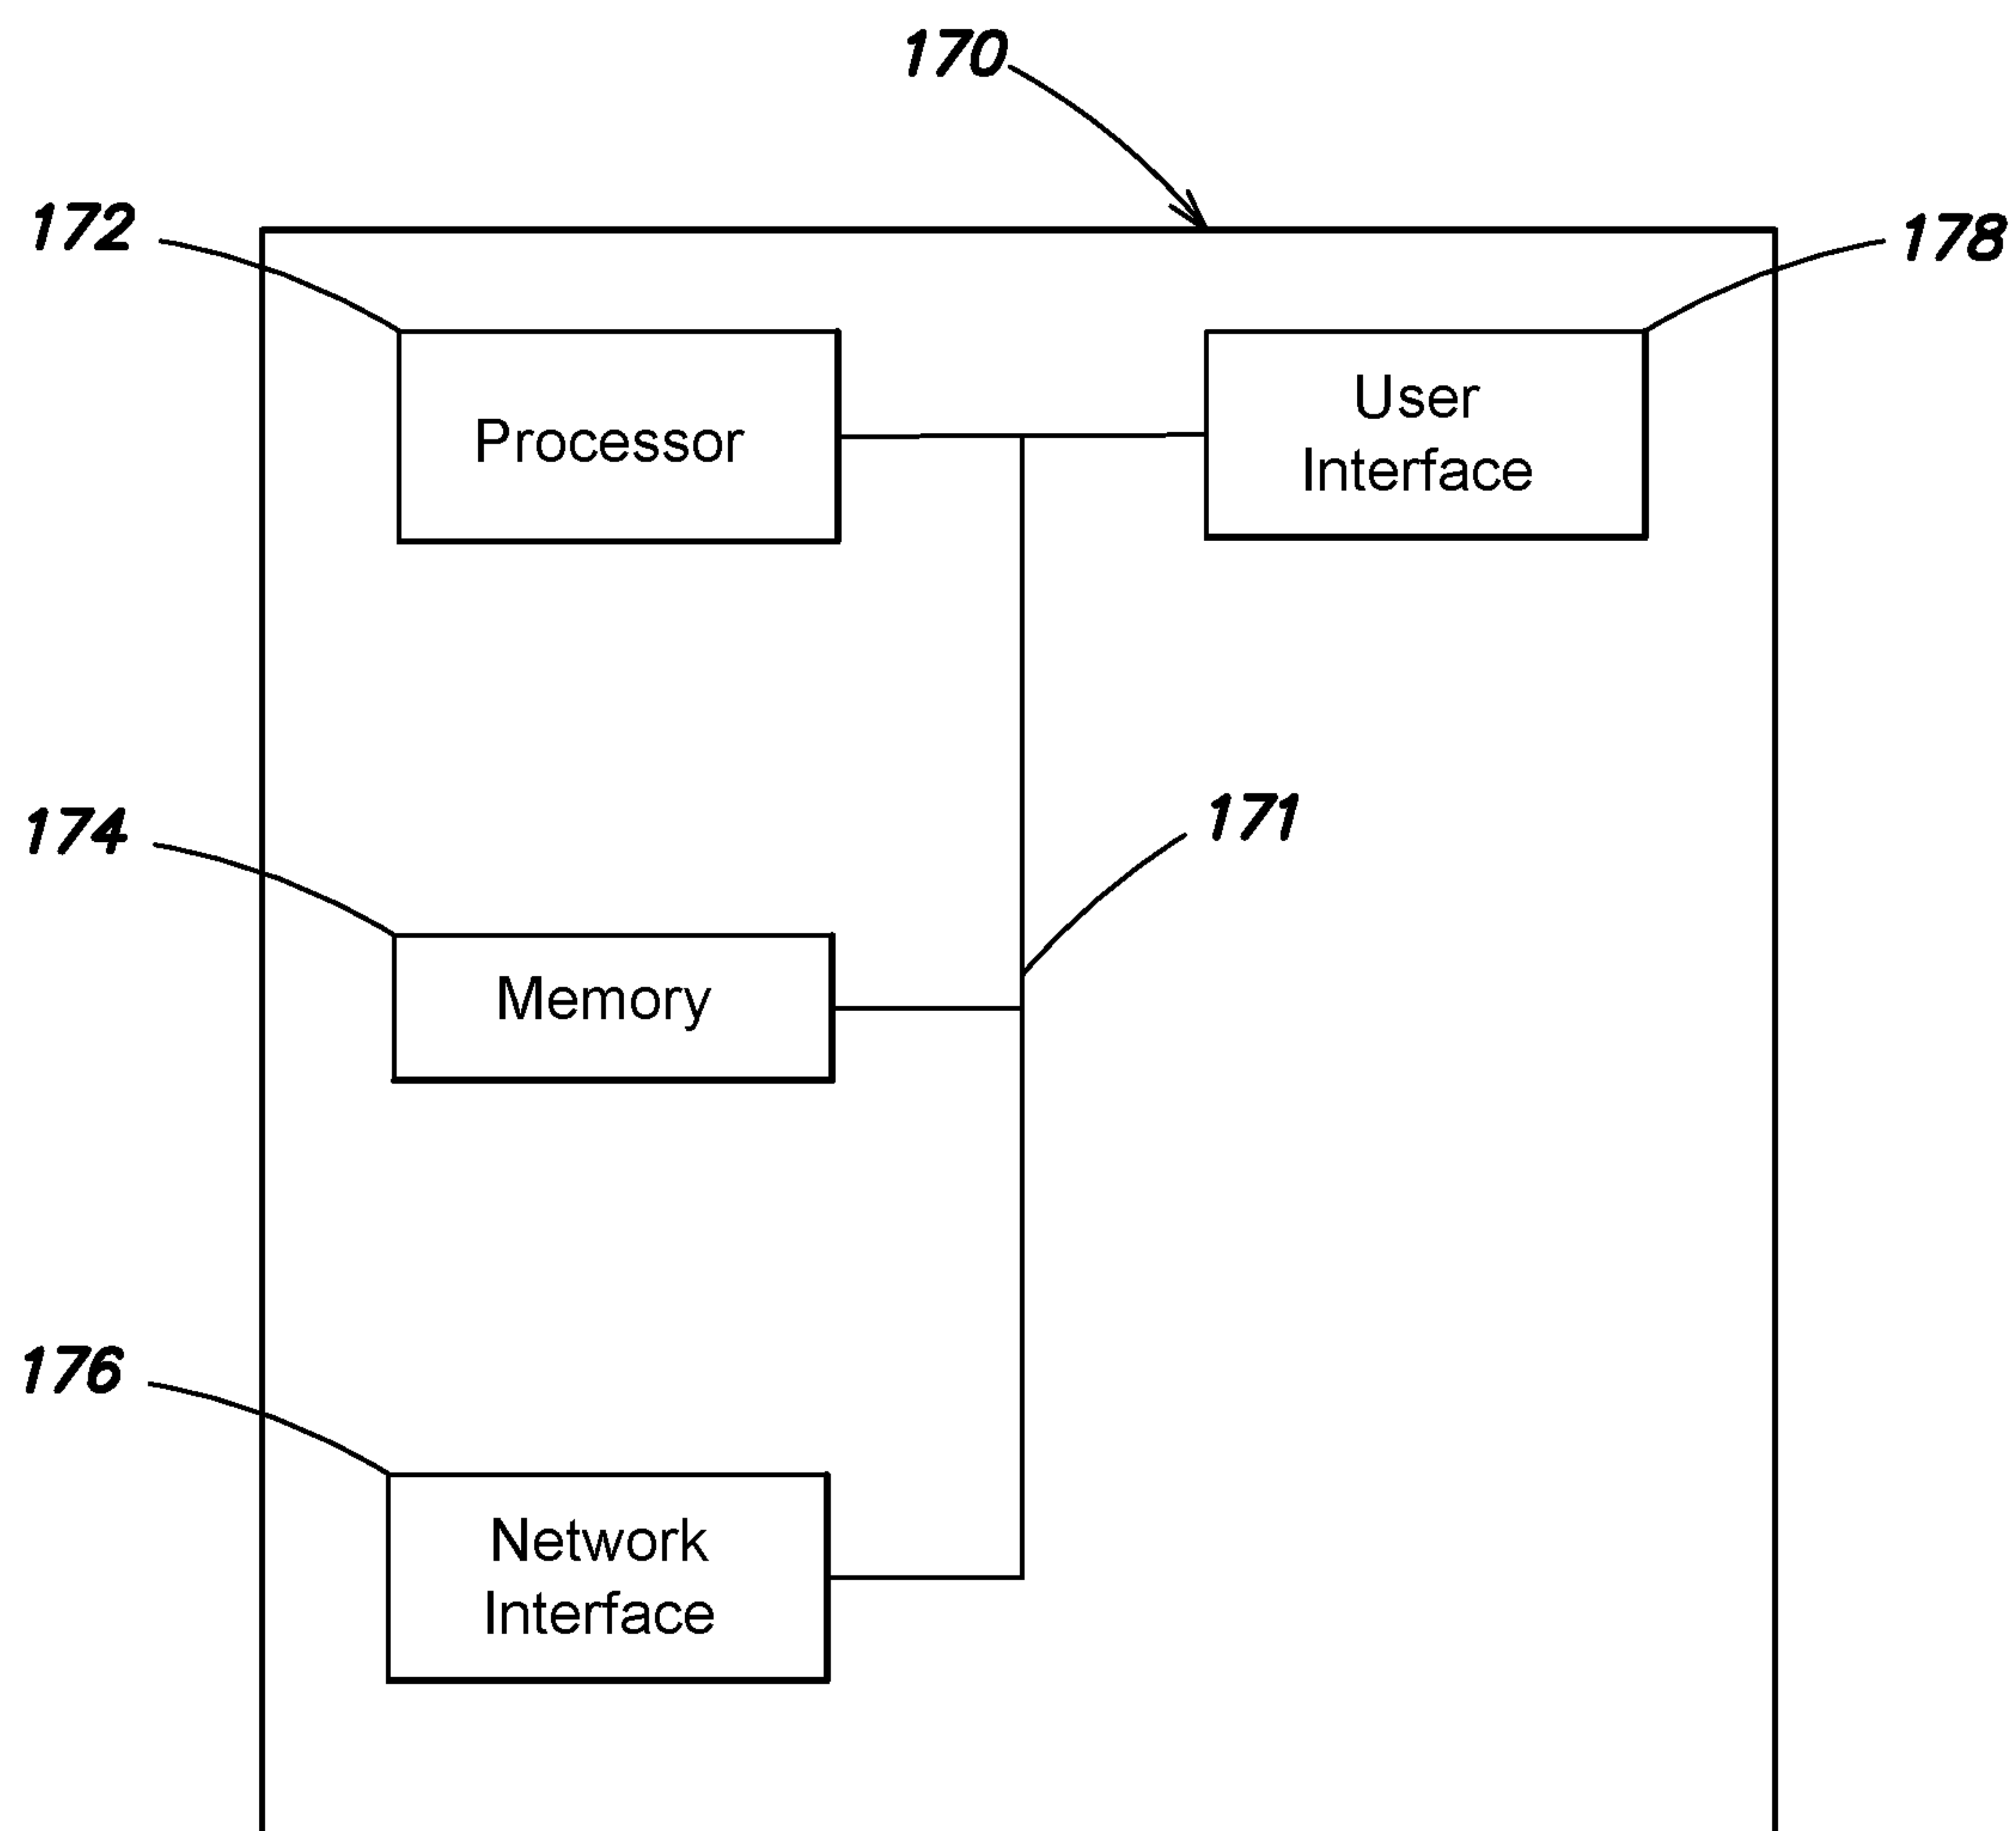 170
172
178
Processor
User
Interface
174
171
Memory
176
Network
Interface